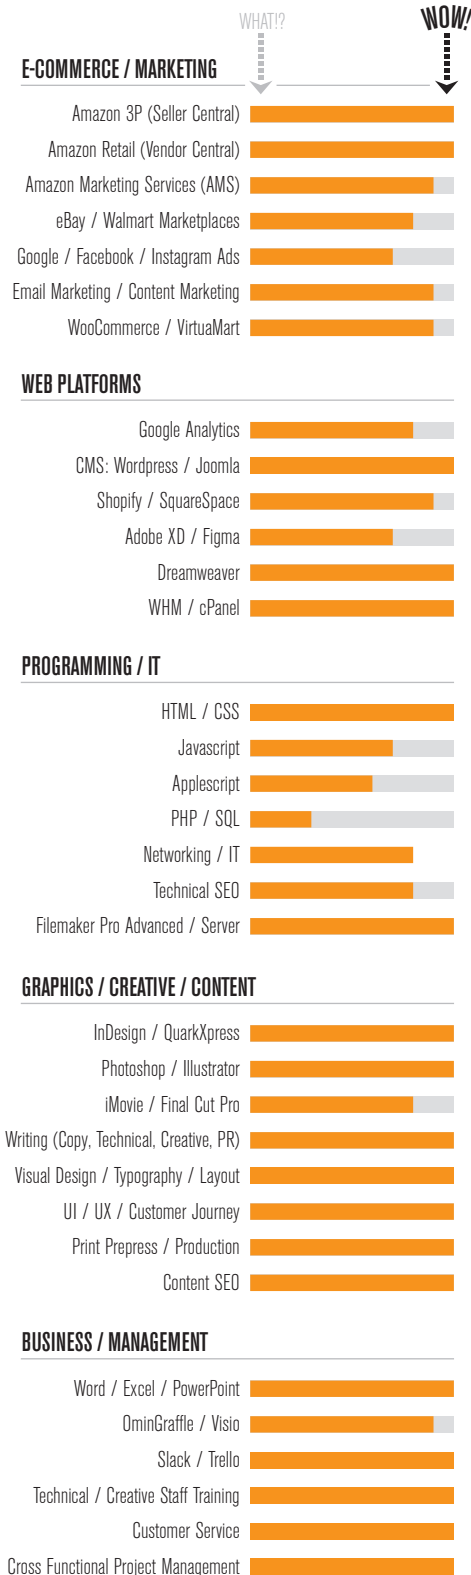 WHAT!?
WOW!
E-COMMERCE / MARKETING
Amazon 3P (Seller Central)
Amazon Retail (Vendor Central)
Amazon Marketing Services (AMS)
eBay / Walmart Marketplaces
Google / Facebook / Instagram Ads
Email Marketing / Content Marketing
WooCommerce / VirtuaMart
WEB PLATFORMS
Google Analytics
CMS: Wordpress / Joomla
Shopify / SquareSpace
Adobe XD / Figma
Dreamweaver
WHM / cPanel
PROGRAMMING / IT
HTML / CSS
Javascript
Applescript
PHP / SQL
Networking / IT
Technical SEO
Filemaker Pro Advanced / Server
GRAPHICS / CREATIVE / CONTENT
InDesign / QuarkXpress
Photoshop / Illustrator
iMovie / Final Cut Pro
Writing (Copy, Technical, Creative, PR)
Visual Design / Typography / Layout
UI / UX / Customer Journey
Print Prepress / Production
Content SEO
BUSINESS / MANAGEMENT
Word / Excel / PowerPoint
OminGraffle / Visio
Slack / Trello
Technical / Creative Staff Training
Customer Service
Cross Functional Project Management